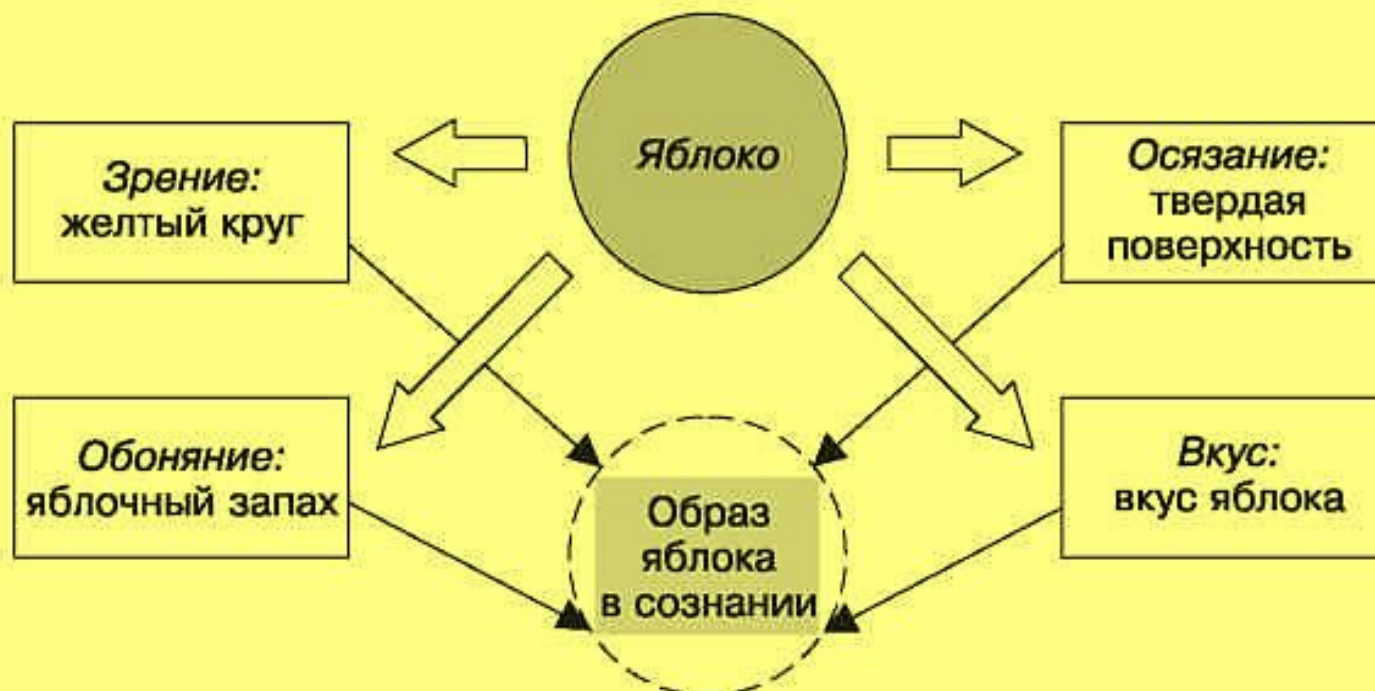 Яблоко
Зрение:
желтый круг
Осязание:
твердая
поверхность
Обоняние:
яблочный запах
Вкус:
вкус яблока
Образ
яблока
в сознании